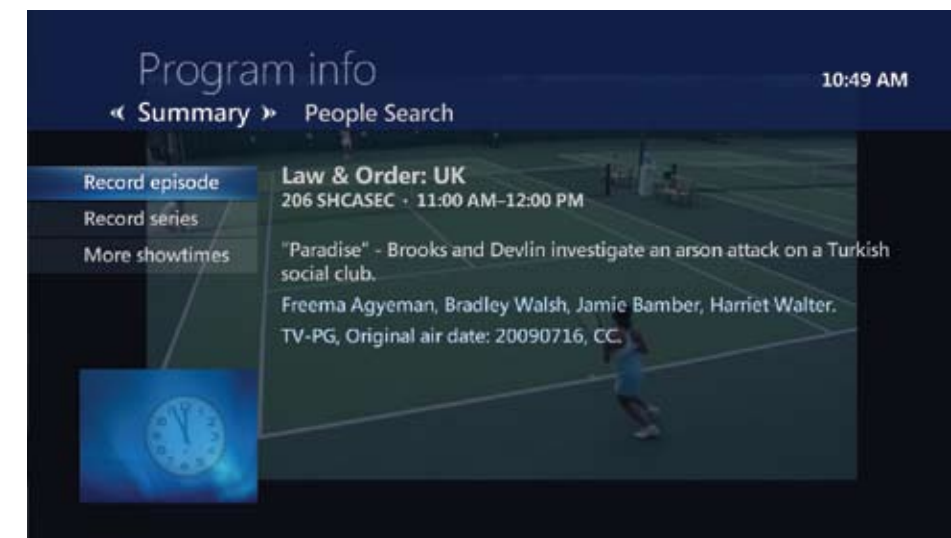 Program info
10:49 AM
« Summary » People Search
Record episode
Record series
More showtimes
Law & Order: UK
206 SHCASEC · 11:00 AM–12:00 PM
"Paradise" - Brooks and Devlin investigate an arson attack on a Turkish
social club.
Freema Agyeman, Bradley Walsh, Jamie Bamber, Harriet Walter.
TV-PG, Original air date: 20090716, CC.